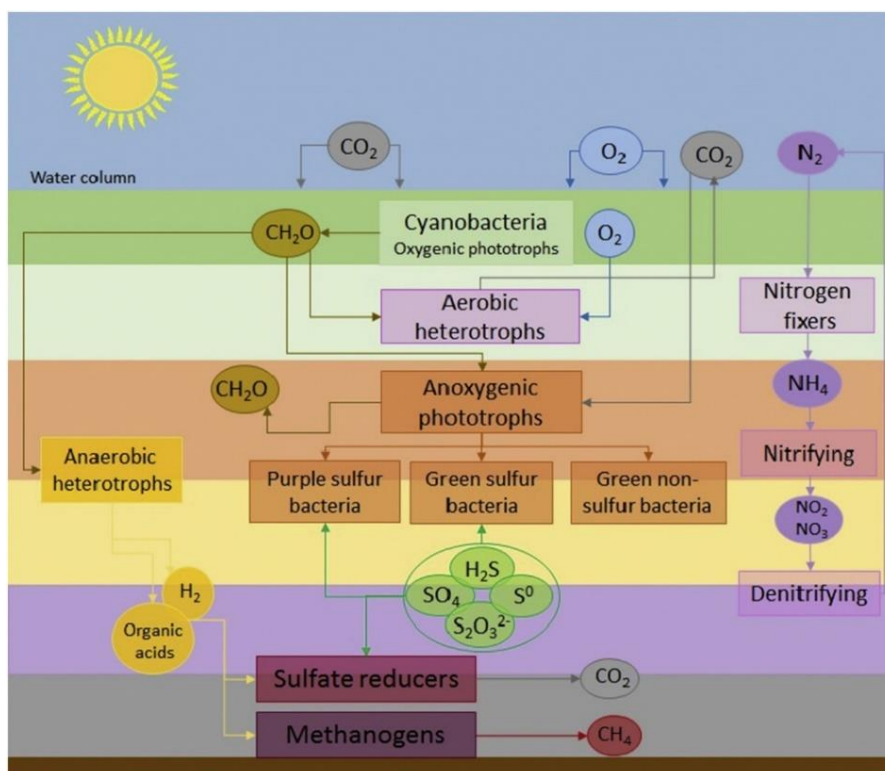 CO₂
O₂
CO₂
N₂
Water column
CH₂O
Cyanobacteria
Oxygenic phototrophs
O₂
Aerobic
heterotrophs
Nitrogen
fixers
CH₂O
Anoxygenic
phototrophs
NH₄
Anaerobic
heterotrophs
Nitrifying
Purple sulfur
bacteria
Green sulfur
bacteria
Green non-
sulfur bacteria
NO₂
NO₃
H₂S
H₂
SO₄
S⁰
Denitrifying
S₂O₃²⁻
Organic
acids
Sulfate reducers
CO₂
Methanogens
CH₄